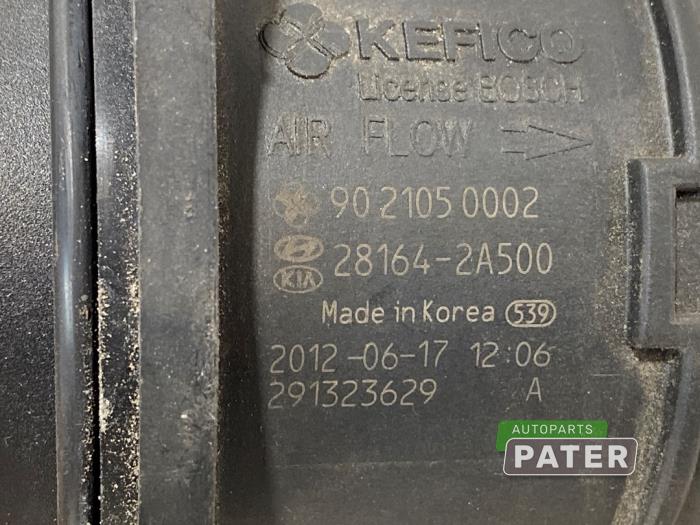 KEFICO
Licence BOSCH
AIR FLOW
90 2105 0002
28164-2A500
KIA
Made in Korea 539
2012-06-17 12:06
291323629 A
AUTOPARTS
PATER